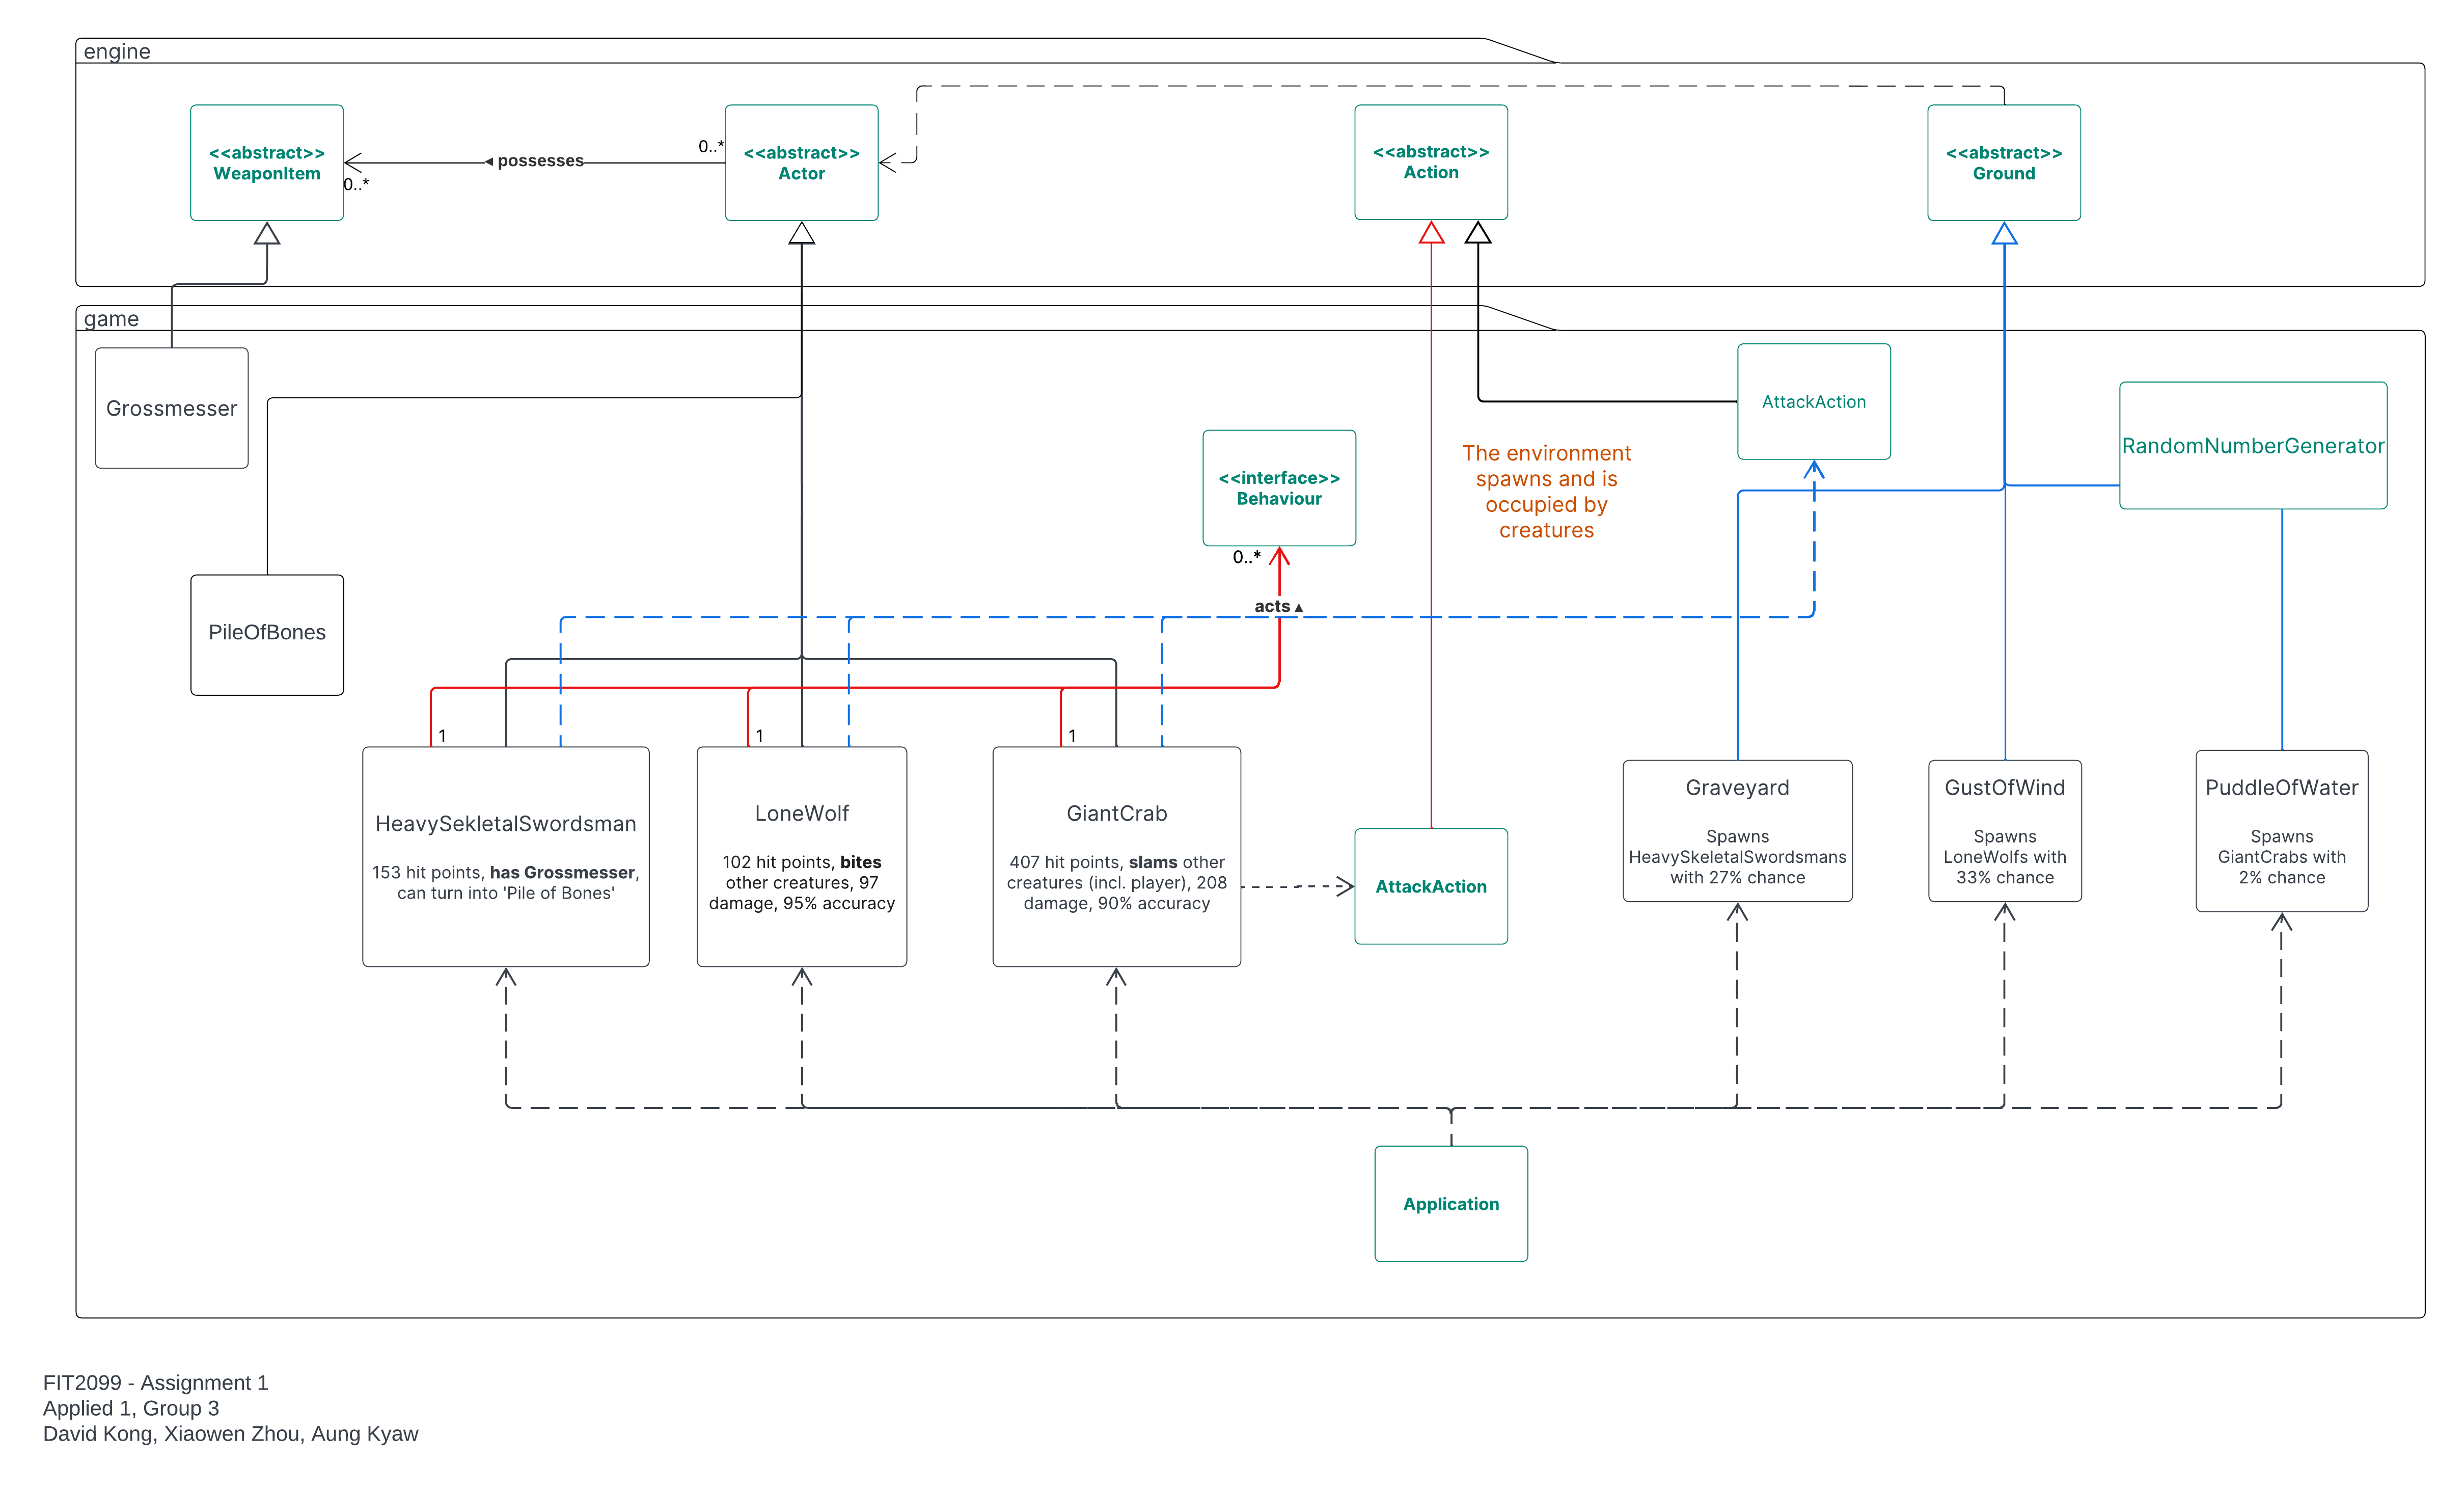 engine
<<abstract>>
WeaponItem
0..*
◄ possesses
0..*
<<abstract>>
Actor
<<abstract>>
Action
<<abstract>>
Ground
game
Grossmesser
AttackAction
RandomNumberGenerator
The environment
spawns and is
occupied by
creatures
<<interface>>
Behaviour
0..*
acts ▲
PileOfBones
1
1
1
HeavySekletalSwordsman
153 hit points, has Grossmesser,
can turn into 'Pile of Bones'
LoneWolf
102 hit points, bites
other creatures, 97
damage, 95% accuracy
GiantCrab
407 hit points, slams other
creatures (incl. player), 208
damage, 90% accuracy
AttackAction
Graveyard
Spawns
HeavySkeletalSwordsmans
with 27% chance
GustOfWind
Spawns
LoneWolfs with
33% chance
PuddleOfWater
Spawns
GiantCrabs with
2% chance
Application
FIT2099 - Assignment 1
Applied 1, Group 3
David Kong, Xiaowen Zhou, Aung Kyaw